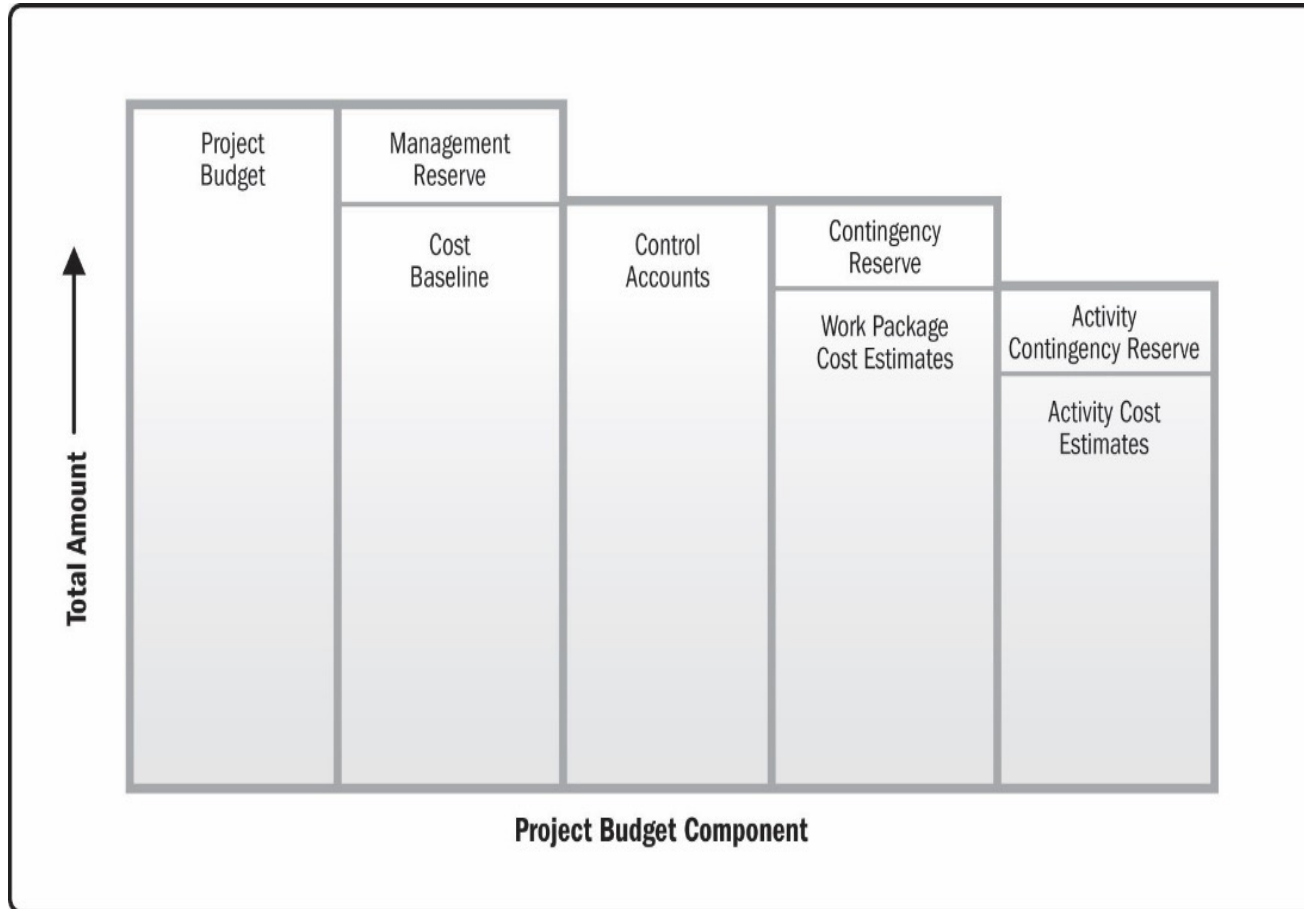 Project
Budget
Management
Reserve
Cost
Baseline
Control
Accounts
Contingency
Reserve
Work Package
Cost Estimates
Activity
Contingency Reserve
Activity Cost
Estimates
Total Amount
Project Budget Component